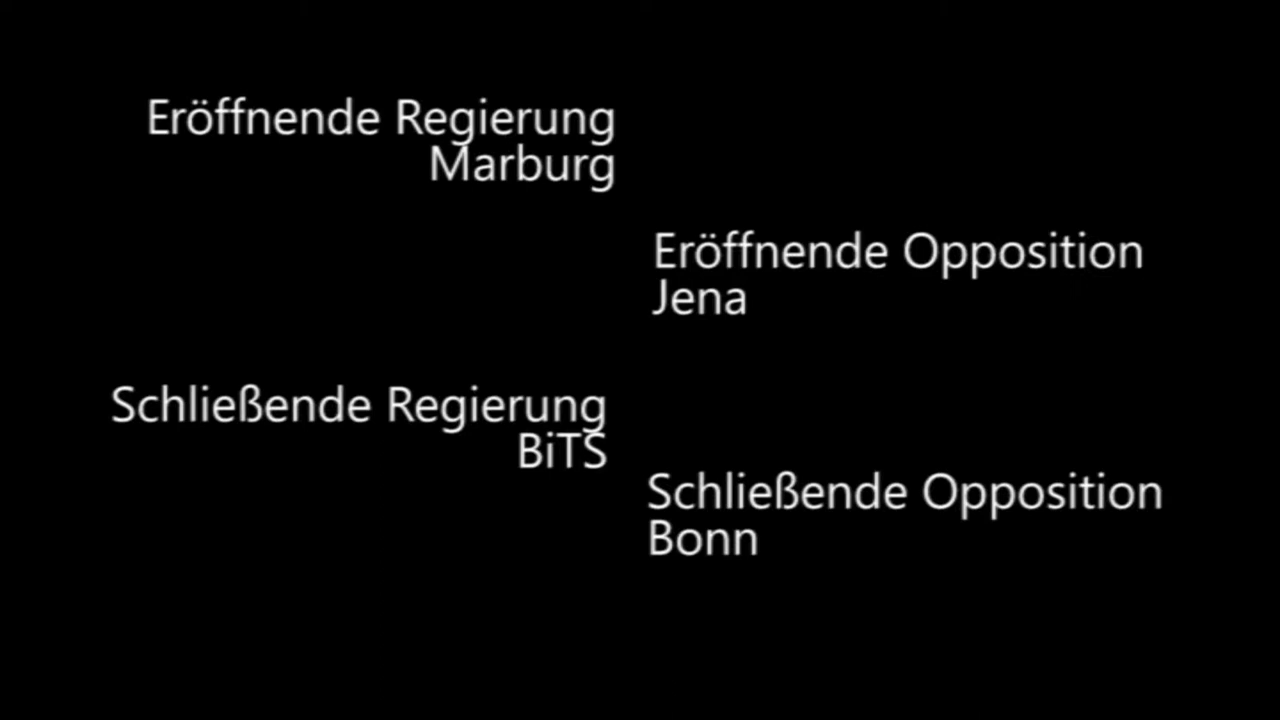 Eröffnende Regierung
Marburg
Eröffnende Opposition
Jena
Schließende Regierung
BiTS
Schließende Opposition
Bonn